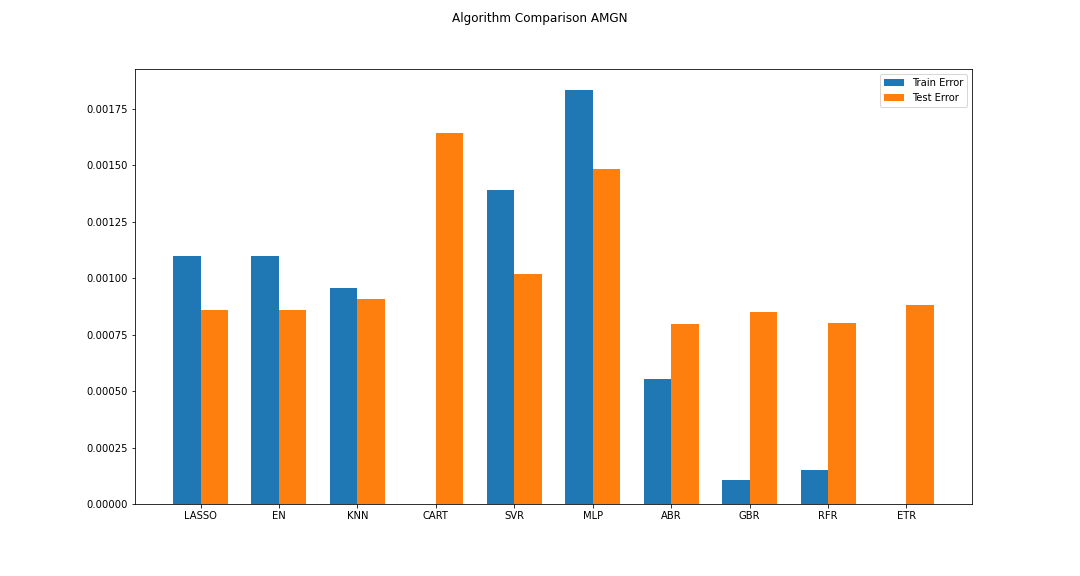 Algorithm Comparison AMGN
Train Error
Test Error
0.00175
0.00150
0.00125
0.00100
0.00075
0.00050
0.00025
0.00000
LASSO EN KNN CART SVR MLP ABR GBR RFR ETR